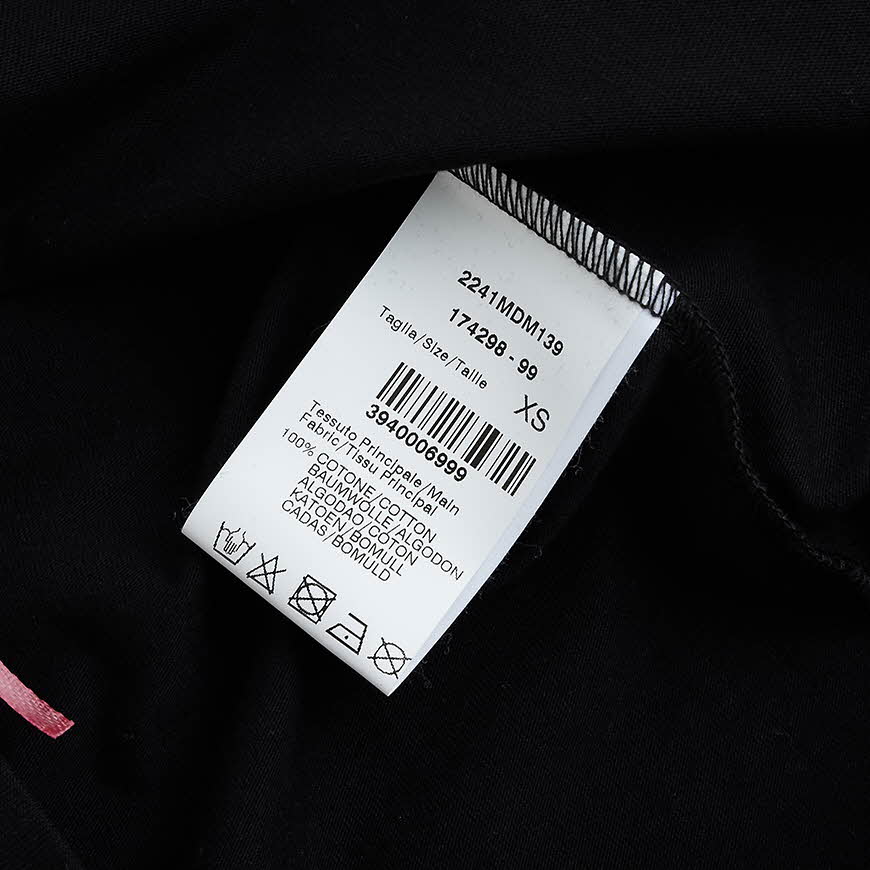 2241MDM139
174298 - 99
Taglia/Size/Taille
XS
3940006999
Tessuto Principale/Main
Fabric/Tissu Principal
100% COTONE/COTTON
BAUMWOLLE/ALGODON
ALGODAO/COTON
KATOEN/BOMULL
CADAS/BOMULD